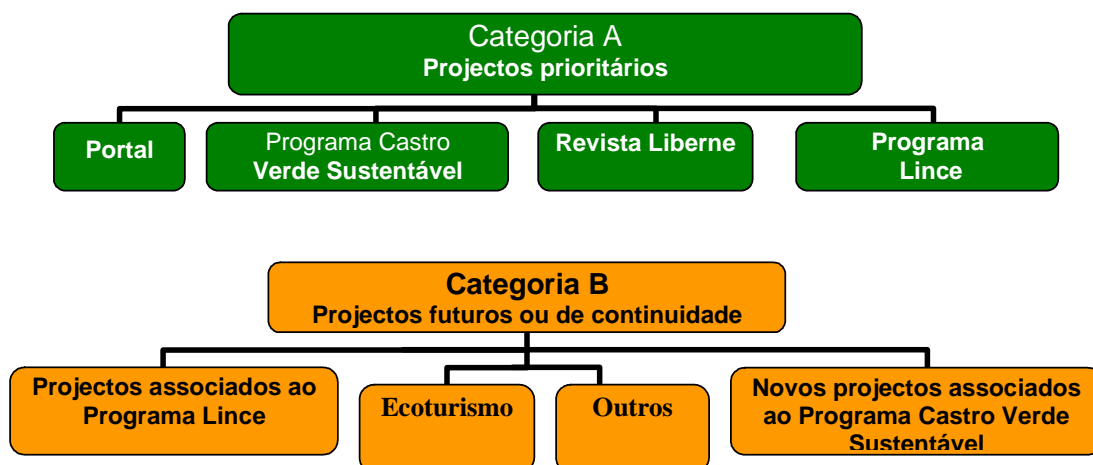 Categoria A
Projectos prioritários
Portal
Programa Castro
Verde Sustentável
Revista Liberne
Programa
Lince
Categoria B
Projectos futuros ou de continuidade
Projectos associados ao
Programa Lince
Ecoturismo
Outros
Novos projectos associados
ao Programa Castro Verde
Sustentável